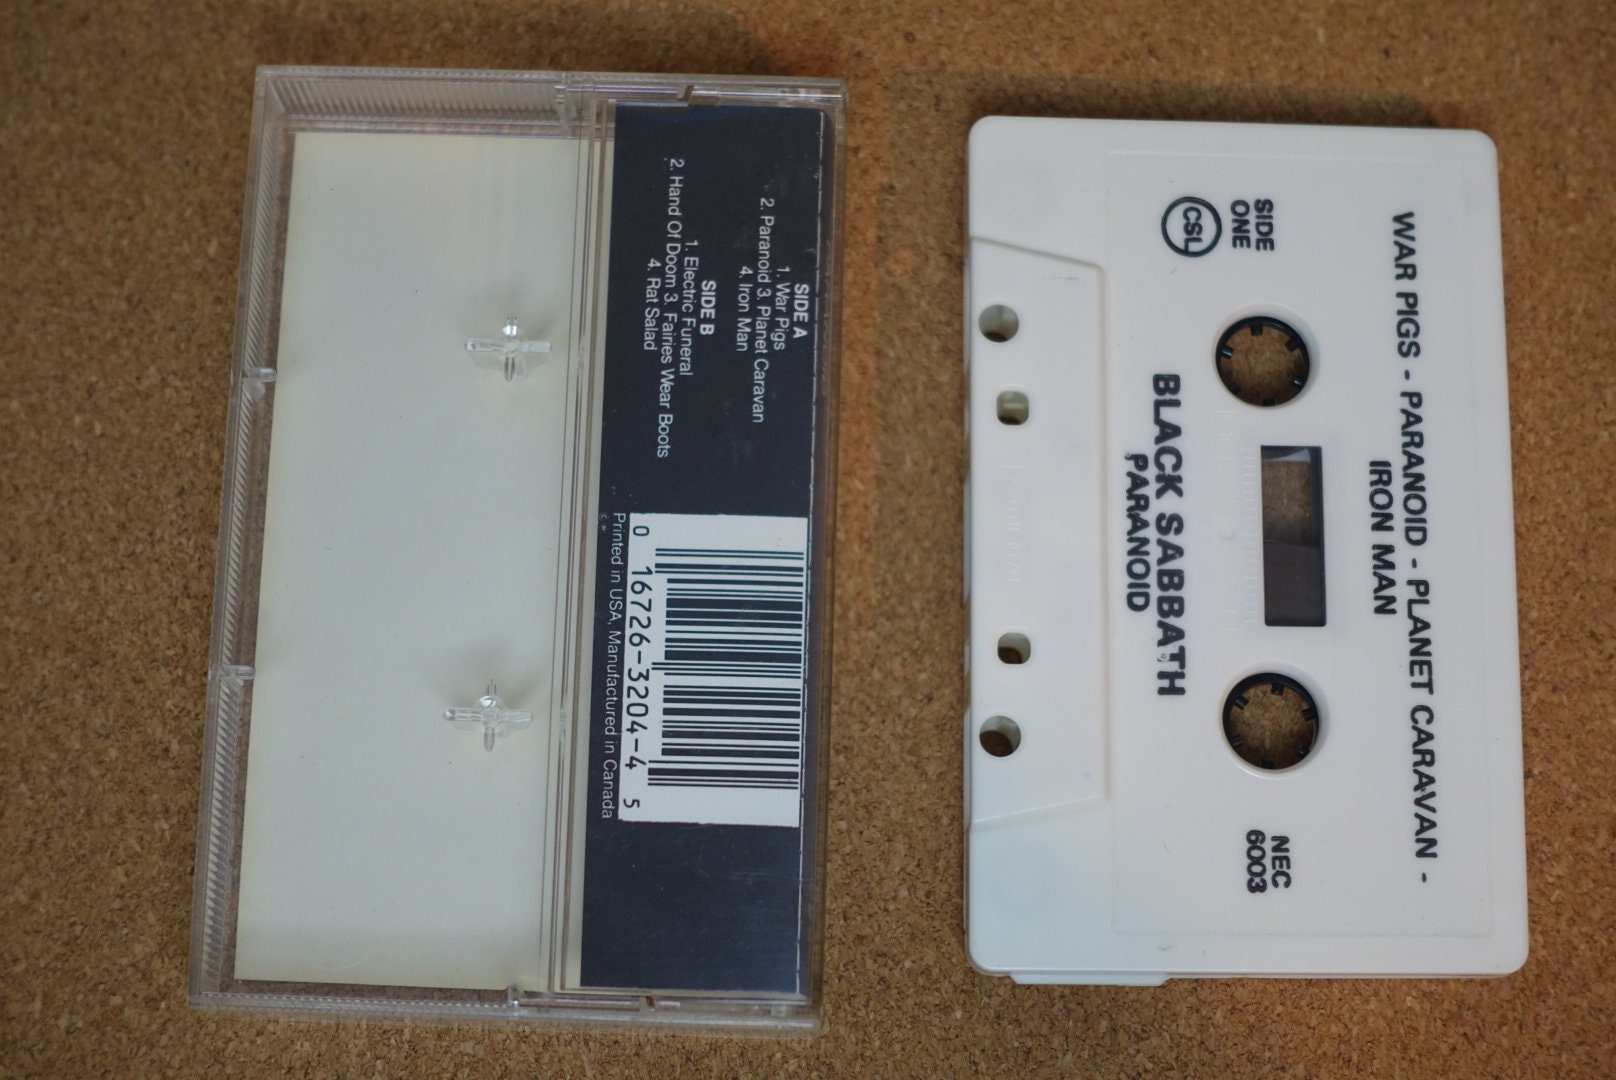 SIDE A
1. War Pigs
2. Paranoid 3. Planet Caravan
4. Iron Man
SIDE B
1. Electric Funeral
2. Hand Of Doom 3. Fairies Wear Boots
4. Rat Salad
0 16726-3204-4 5
Printed in USA, Manufactured in Canada
WAR PIGS - PARANOID - PLANET CARAVAN -
IRON MAN
SIDE
ONE
CSL
NEC
6003
BLACK SABBATH
PARANOID